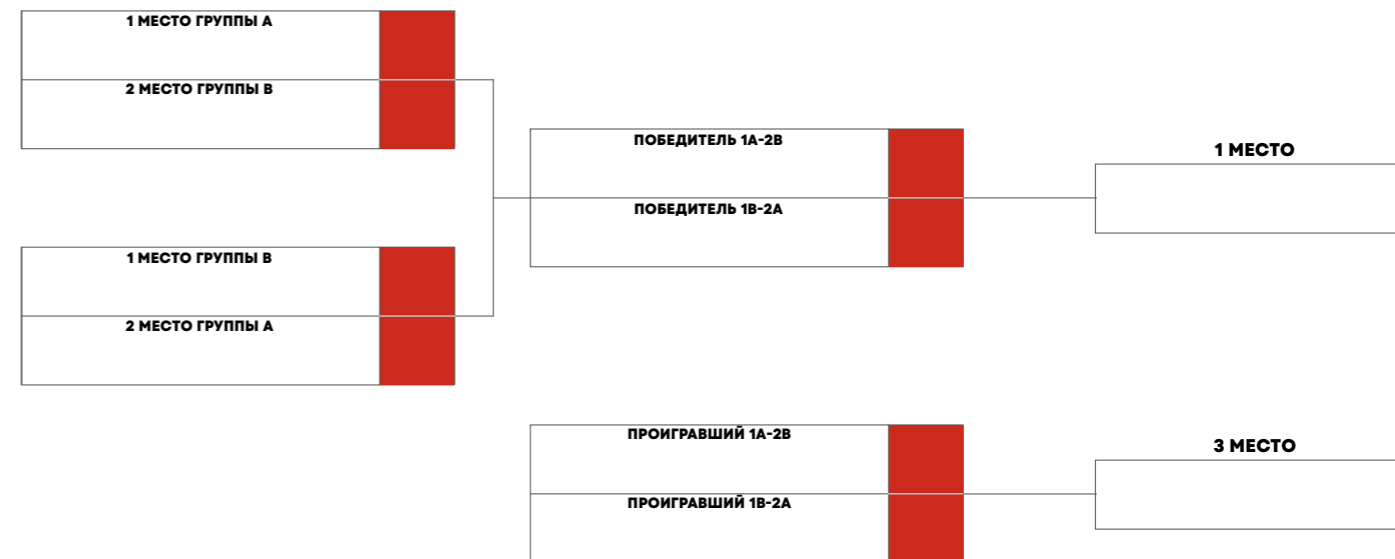 1 МЕСТО ГРУППЫ А
2 МЕСТО ГРУППЫ В
ПОБЕДИТЕЛЬ 1А-2В
1 МЕСТО
ПОБЕДИТЕЛЬ 1В-2А
1 МЕСТО ГРУППЫ В
2 МЕСТО ГРУППЫ А
ПРОИГРАВШИЙ 1А-2В
3 МЕСТО
ПРОИГРАВШИЙ 1В-2А